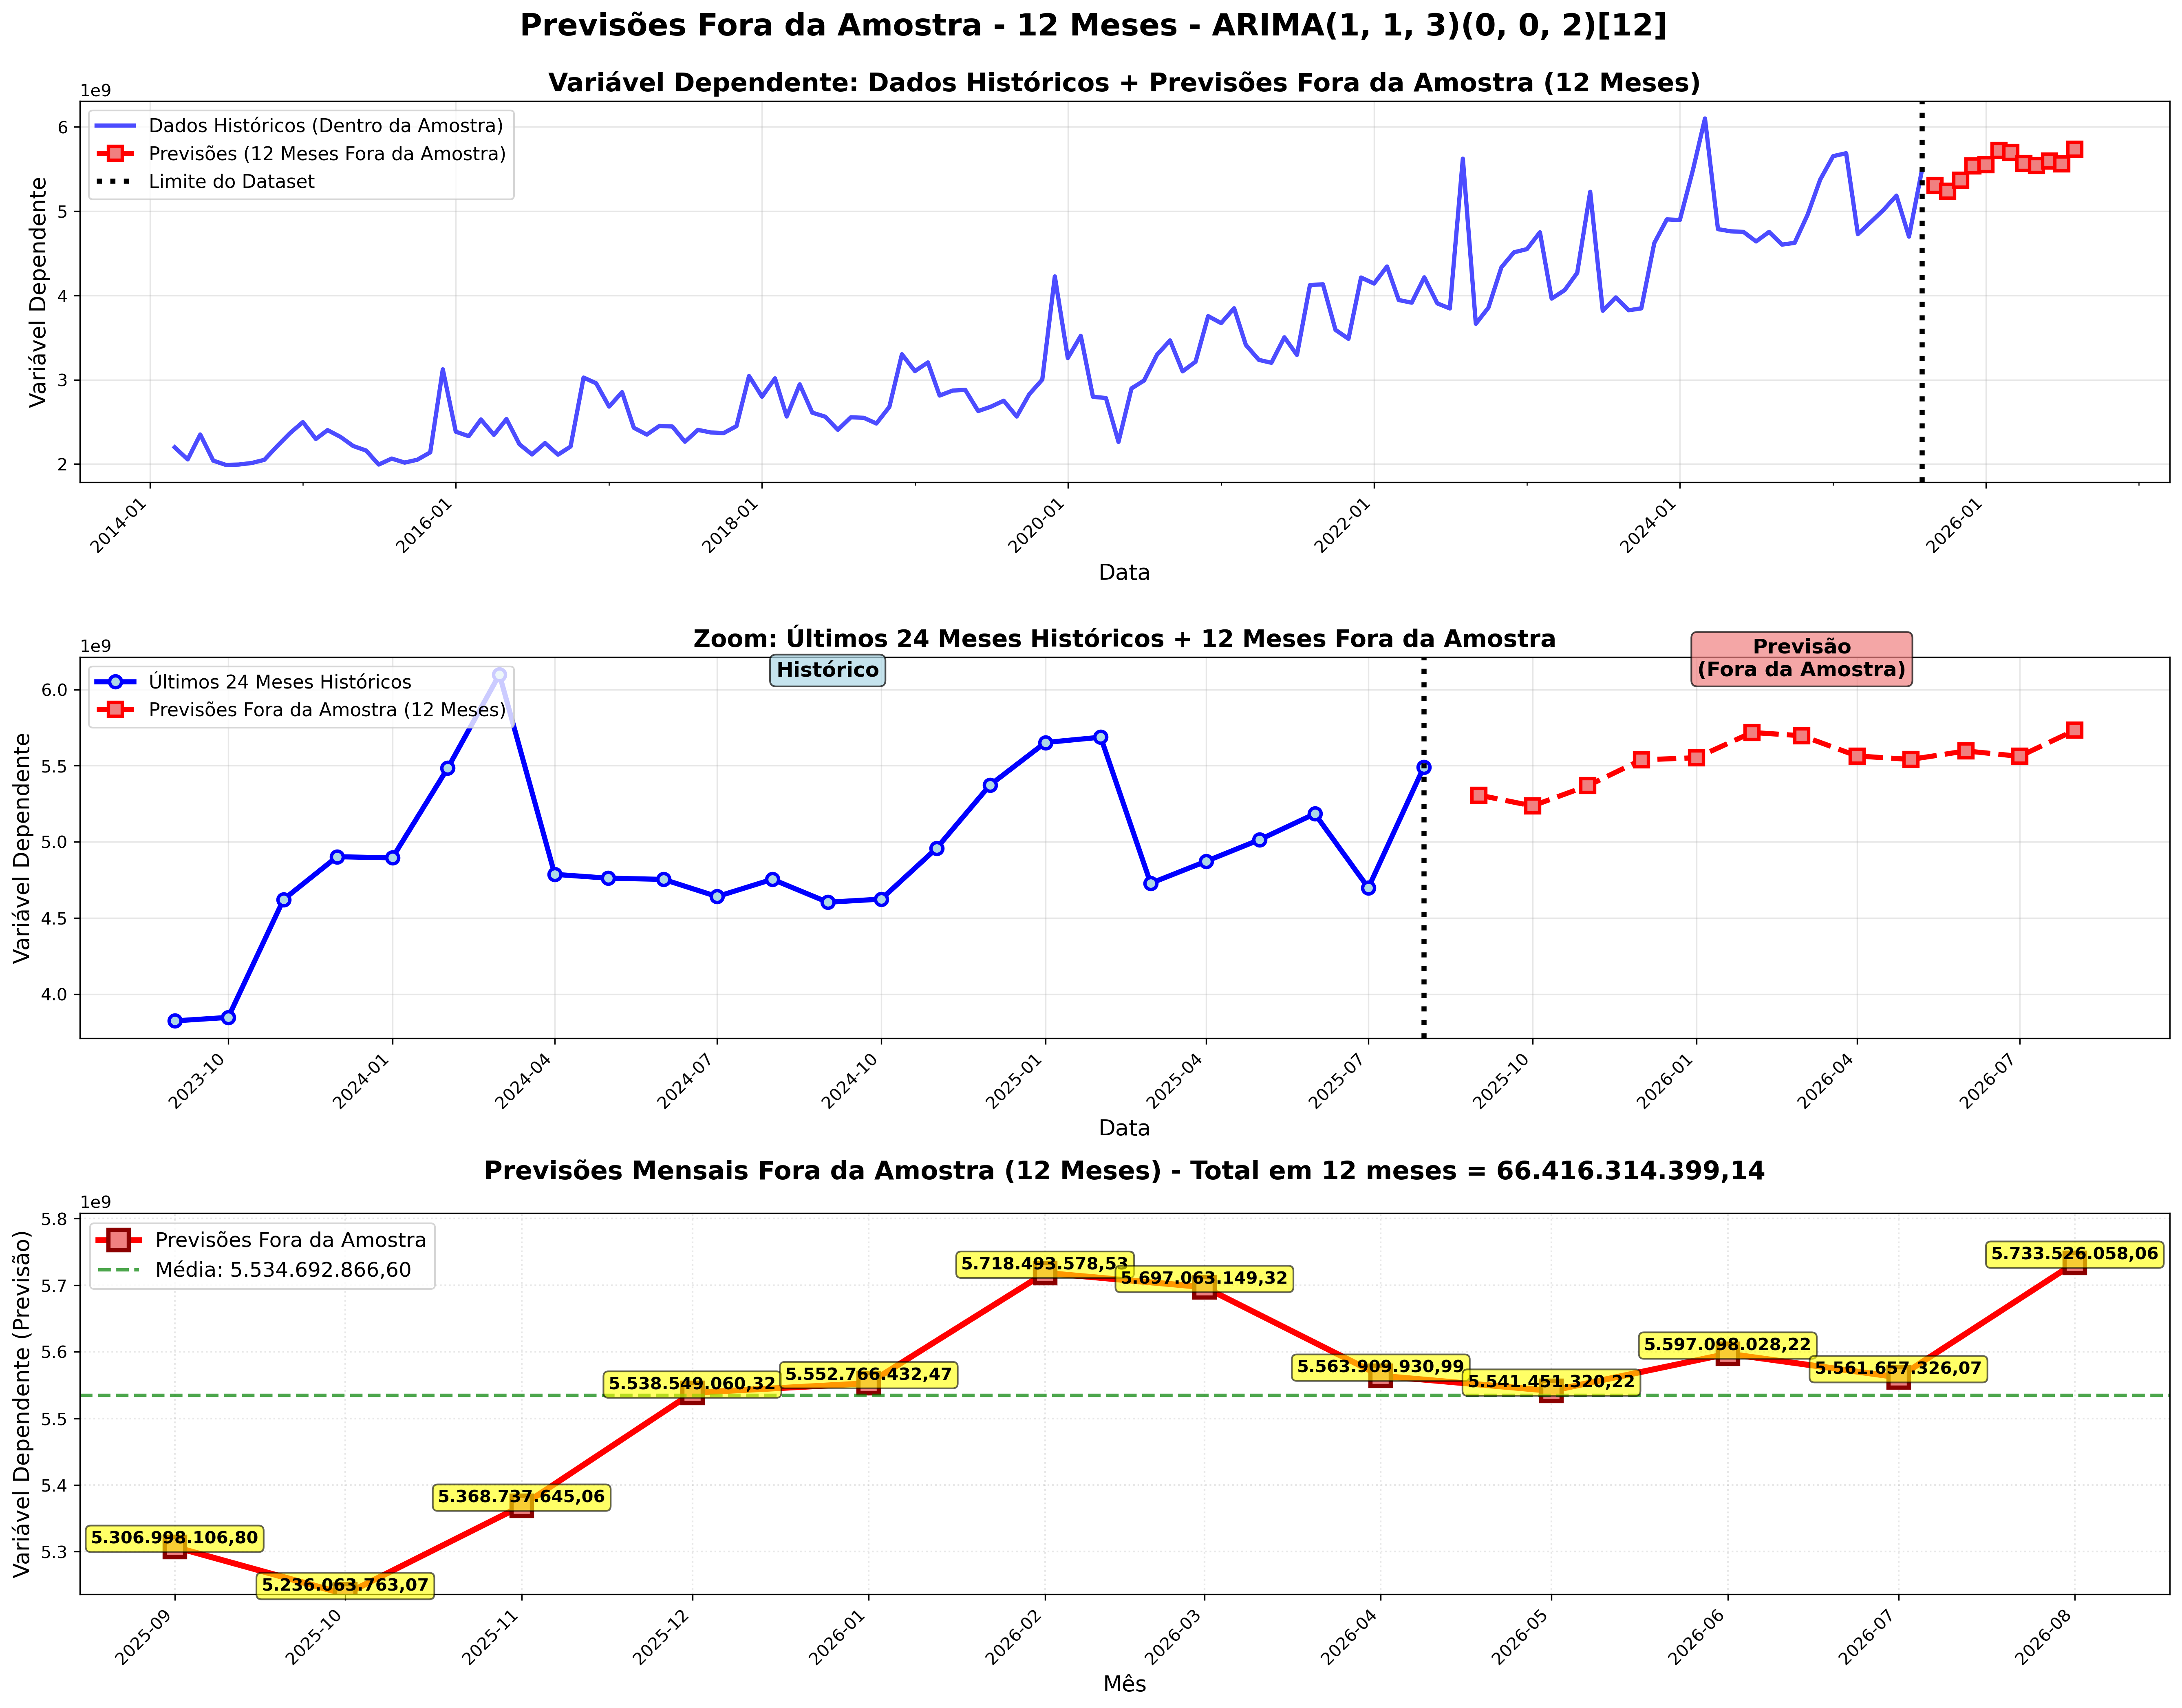 Previsões Fora da Amostra - 12 Meses - ARIMA(1, 1, 3)(0, 0, 2)[12]
Variável Dependente: Dados Históricos + Previsões Fora da Amostra (12 Meses)
1e9
Dados Históricos (Dentro da Amostra)
Previsões (12 Meses Fora da Amostra)
Limite do Dataset
Variável Dependente
6
5
4
3
2
2014-01
2016-01
2018-01
2020-01
2022-01
2024-01
2026-01
Data
Zoom: Últimos 24 Meses Históricos + 12 Meses Fora da Amostra
1e9
Últimos 24 Meses Históricos
Previsões Fora da Amostra (12 Meses)
Histórico
Previsão
(Fora da Amostra)
Variável Dependente
6.0
5.5
5.0
4.5
4.0
2023-10
2024-01
2024-04
2024-07
2024-10
2025-01
2025-04
2025-07
2025-10
2026-01
2026-04
2026-07
Data
Previsões Mensais Fora da Amostra (12 Meses) - Total em 12 meses = 66.416.314.399,14
1e9
Previsões Fora da Amostra
Média: 5.534.692.866,60
Variável Dependente (Previsão)
5.8
5.7
5.6
5.5
5.4
5.3
5.306.998.106,80
5.236.063.763,07
5.368.737.645,06
5.538.549.060,32
5.552.766.432,47
5.718.493.578,53
5.697.063.149,32
5.563.909.930,99
5.541.451.320,22
5.597.098.028,22
5.561.657.326,07
5.733.526.058,06
2025-09
2025-10
2025-11
2025-12
2026-01
2026-02
2026-03
2026-04
2026-05
2026-06
2026-07
2026-08
Mês